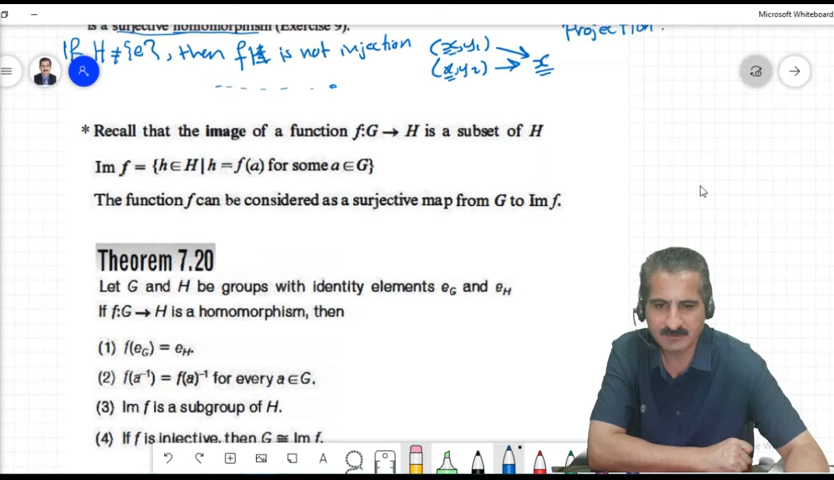 Microsoft Whiteboard
is a surjective homomorphism (Exercise 9).
Projection.
If H ≠ {e}, then f is not injection (x,y₁)
(x,y₂) → x
* Recall that the image of a function f:G → H is a subset of H
Im f = {h ∈ H | h = f(a) for some a ∈ G}
The function f can be considered as a surjective map from G to Im f.
Theorem 7.20
Let G and H be groups with identity elements e_G and e_H
If f:G → H is a homomorphism, then
(1) f(e_G) = e_H.
(2) f(a⁻¹) = f(a)⁻¹ for every a ∈ G.
(3) Im f is a subgroup of H.
(4) If f is injective, then G ≅ Im f.
A